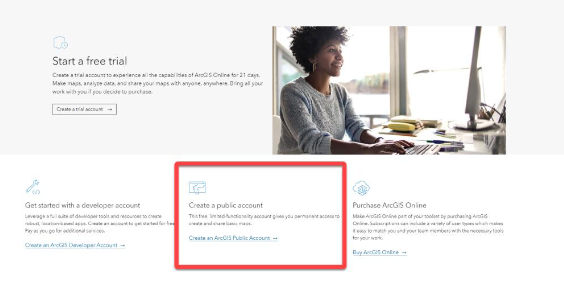 Start a free trial
Create a trial account to experience all the capabilities of ArcGIS Online for 21 days.
Make maps, analyze data, and share your maps with anyone, anywhere. Bring all your
work with you if you decide to purchase.
Create a trial account →
Get started with a developer account
Leverage a full suite of developer tools and resources to create
robust, location-based apps. Create an account to get started for free.
Pay as you go for additional services.
Create an ArcGIS Developer Account →
Create a public account
This free, limited-functionality account gives you permanent access to
create and share basic maps.
Create an ArcGIS Public Account →
Purchase ArcGIS Online
Make ArcGIS Online part of your toolset by purchasing ArcGIS
Online. Subscriptions can include a variety of user types which makes
it easy to match you and your team members with the necessary tools
for your work.
Buy ArcGIS Online →